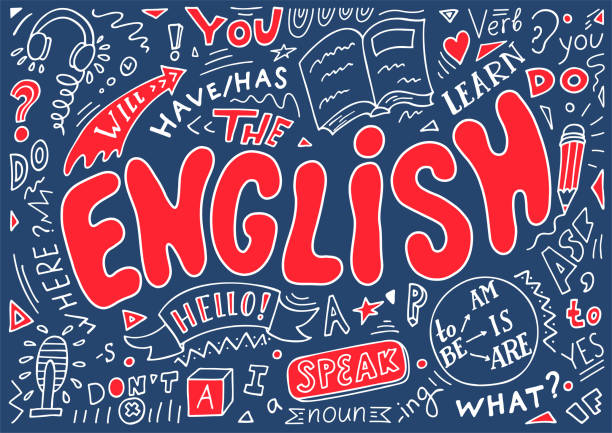 YOU
Verb
?
you
!
WILL >>>
HAVE/HAS
LEARN
DO
?
<< THE
DO
ENGLISH
WHERE?
ASK
HELLO!
A
P
to BE
AM
IS
ARE
to
YES
-s
DON'T
A
I
SPEAK
=noun=
-ing
WHAT?
IF